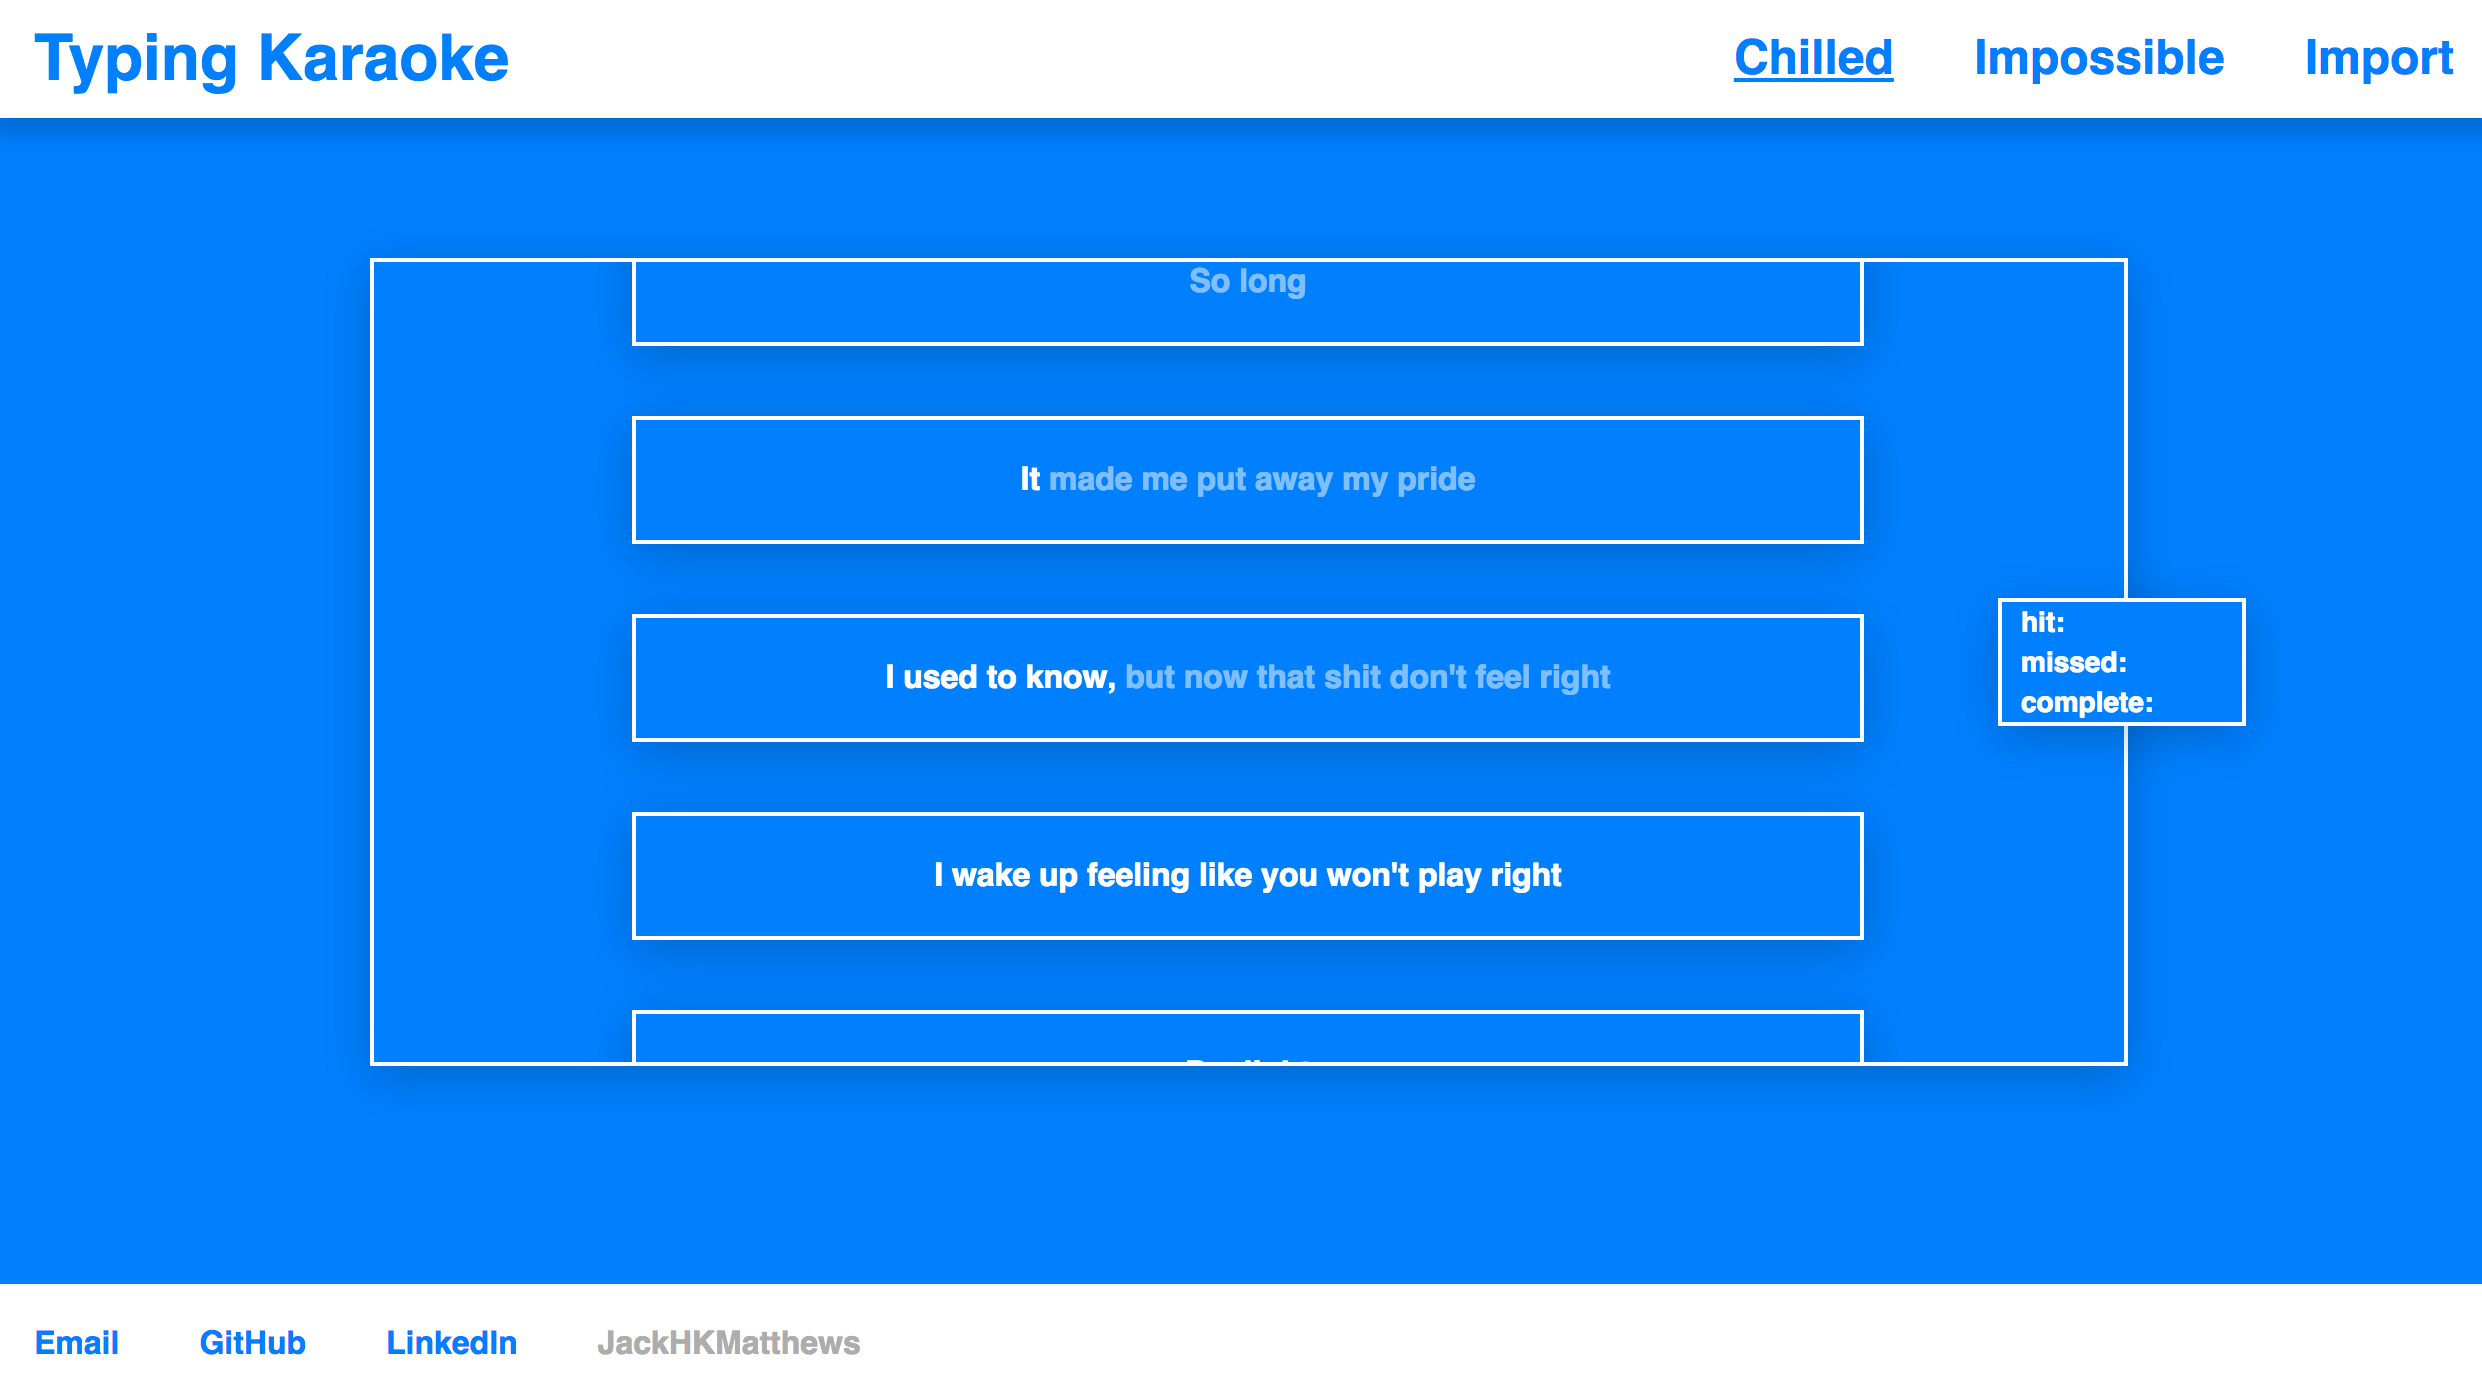 Typing Karaoke
Chilled Impossible Import
So long
It made me put away my pride
I used to know, but now that shit don't feel right
hit:
missed:
complete:
I wake up feeling like you won't play right
Email GitHub LinkedIn JackHKMatthews